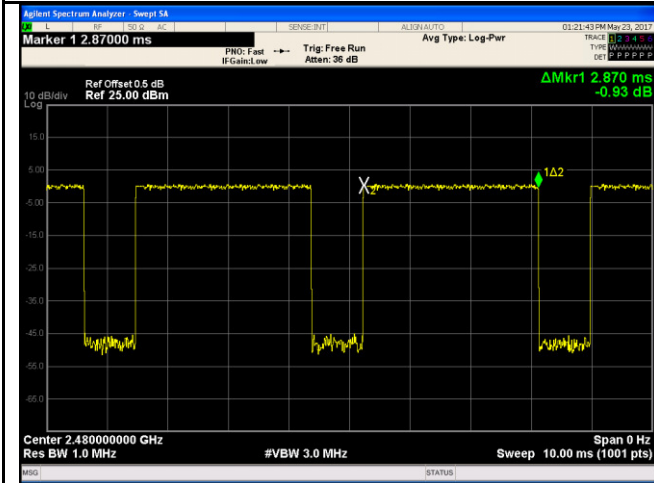 Agilent Spectrum Analyzer - Swept SA
L RF 50 Ω AC SENSE:INT ALIGNAUTO 01:21:43 PM May 23, 2017
Marker 1 2.87000 ms
PNO: Fast
IFGain:Low
Trig: Free Run
Atten: 36 dB
Avg Type: Log-Pwr
TRACE 1 2 3 4 5 6
TYPE WWWWWW
DET P P P P P P
ΔMkr1 2.870 ms
-0.93 dB
Ref Offset 0.5 dB
10 dB/div Ref 25.00 dBm
Log
15.0
5.00
1Δ2
X2
-5.00
-15.0
-25.0
-35.0
-45.0
-55.0
-65.0
Center 2.480000000 GHz Span 0 Hz
Res BW 1.0 MHz #VBW 3.0 MHz Sweep 10.00 ms (1001 pts)
MSG STATUS